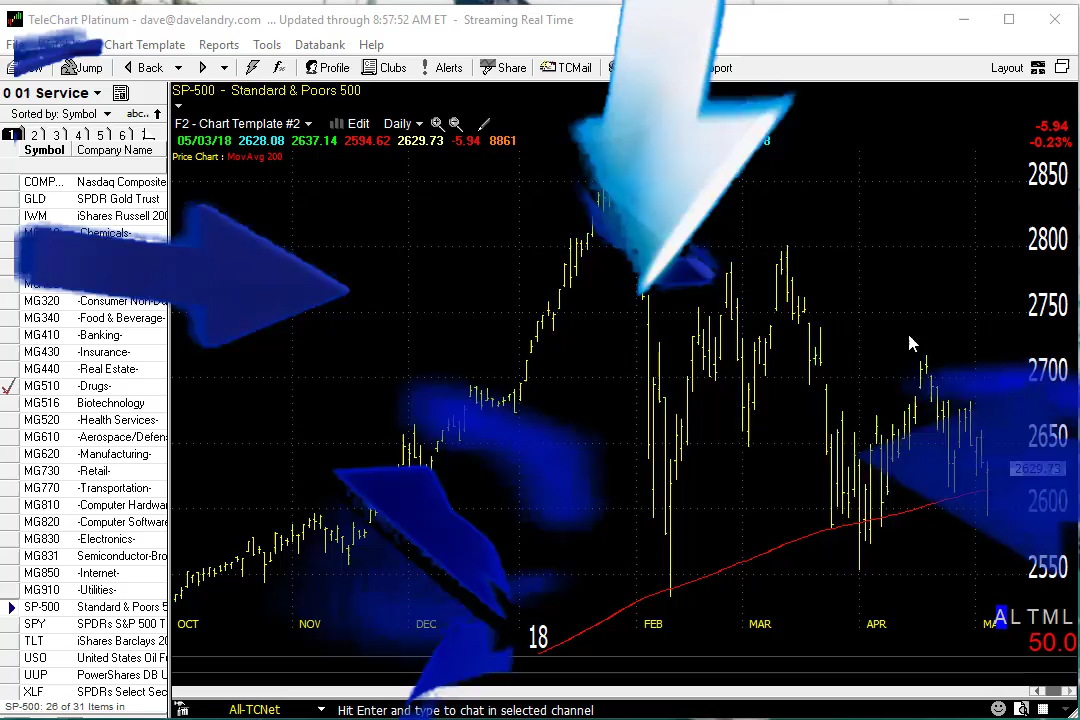 TeleChart Platinum - dave@davelandry.com ... Updated through 8:57:52 AM ET - Streaming Real Time
Chart Template Reports Tools Databank Help
Jump Back Profile Clubs Alerts Share TCMail Layout
0 01 Service
Sorted by: Symbol abc..
1 2 3 4 5 6
Symbol Company Name
COMP... Nasdaq Composite
GLD SPDR Gold Trust
IWM iShares Russell 200
-Chemicals-
MG320 -Consumer Non-D
MG340 -Food & Beverage-
MG410 -Banking-
MG430 -Insurance-
MG440 -Real Estate-
MG510 -Drugs-
MG516 Biotechnology
MG520 -Health Services-
MG610 -Aerospace/Defen
MG620 -Manufacturing-
MG730 -Retail-
MG770 -Transportation-
MG810 -Computer Hardwa
MG820 -Computer Software
MG830 -Electronics-
MG831 Semiconductor-Bro
MG850 -Internet-
MG910 -Utilities-
SP-500 Standard & Poors 5
SPY SPDRs S&P 500 T
TLT iShares Barclays 20
USO United States Oil F
UUP PowerShares DB U
XLF SPDRs Select Sec
SP-500: 26 of 31 Items in
SP-500 - Standard & Poors 500
F2 - Chart Template #2 Edit Daily
05/03/18 2628.08 2637.14 2594.62 2629.73 -5.94 8861
Price Chart : MovAvg 200
-5.94
-0.23%
2850
2800
2750
2700
2650
2629.73
2600
2550
OCT NOV DEC 18 FEB MAR APR
A L T M L
50.0
All-TCNet Hit Enter and type to chat in selected channel